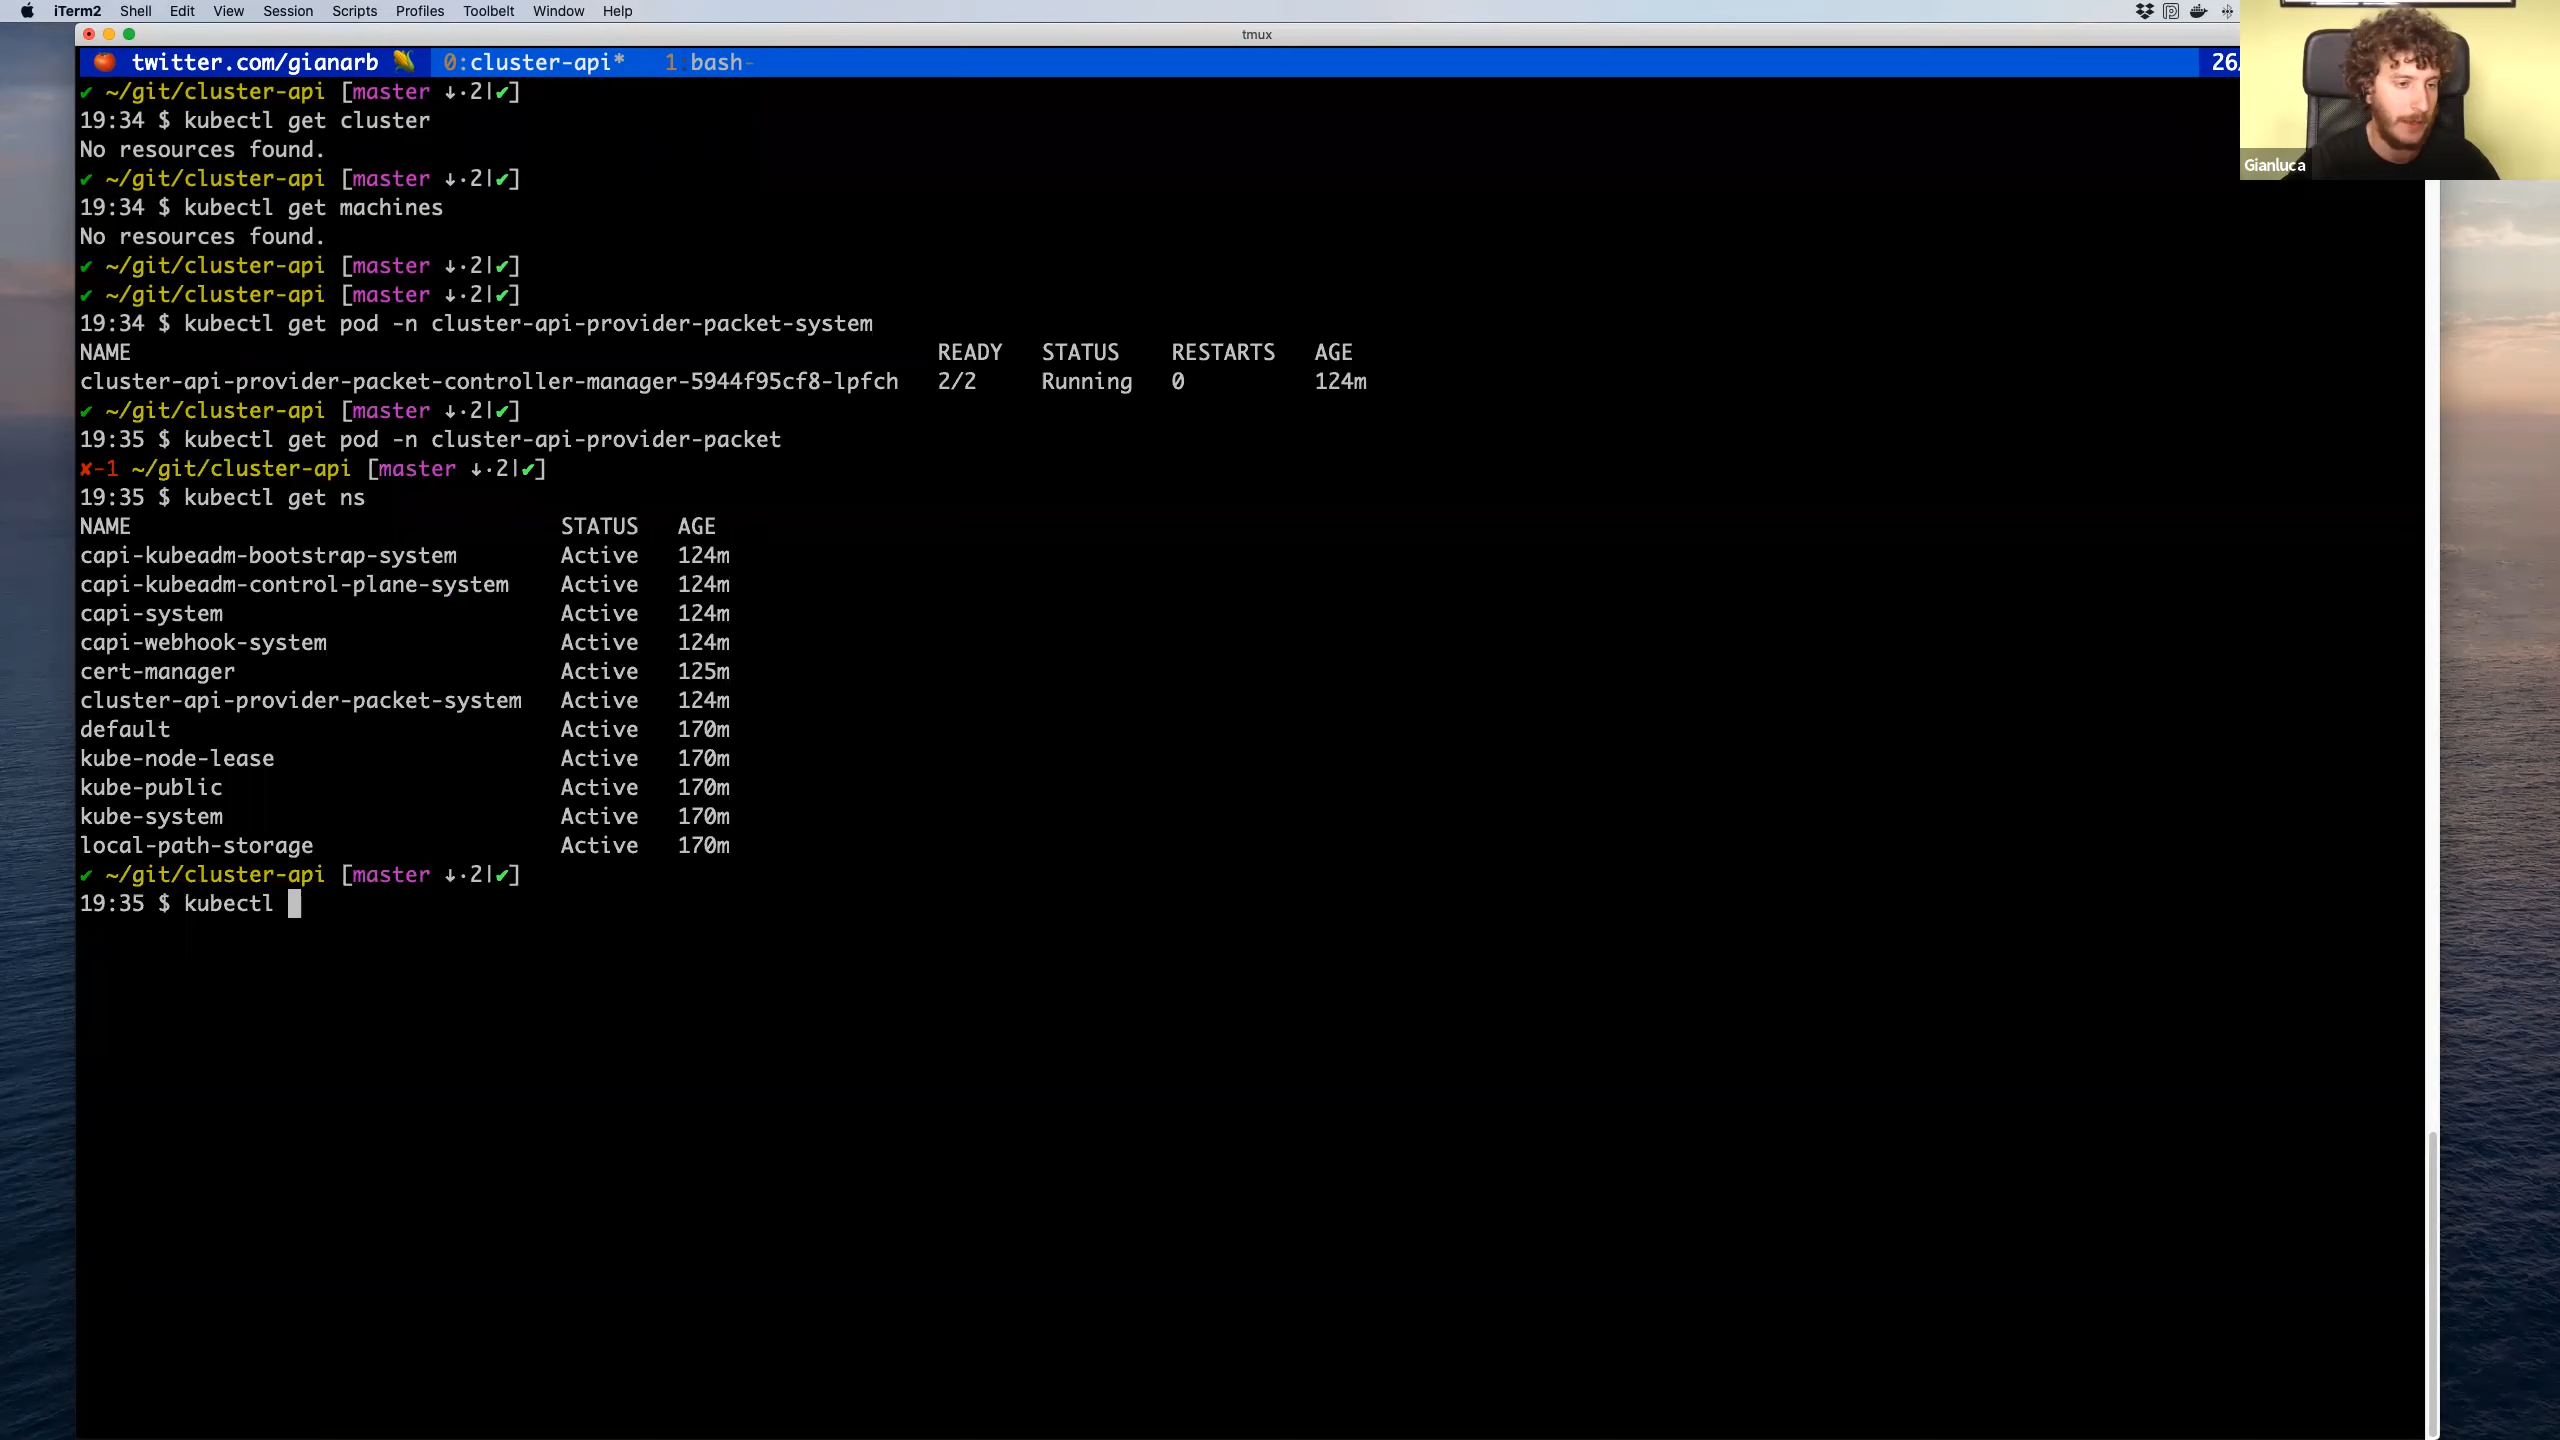 iTerm2 Shell Edit View Session Scripts Profiles Toolbelt Window Help
tmux
twitter.com/gianarb 0:cluster-api* 1:bash- 26
✔ ~/git/cluster-api [master ↓·2|✔]
19:34 $ kubectl get cluster
No resources found.
✔ ~/git/cluster-api [master ↓·2|✔]
19:34 $ kubectl get machines
No resources found.
✔ ~/git/cluster-api [master ↓·2|✔]
✔ ~/git/cluster-api [master ↓·2|✔]
19:34 $ kubectl get pod -n cluster-api-provider-packet-system
NAME READY STATUS RESTARTS AGE
cluster-api-provider-packet-controller-manager-5944f95cf8-lpfch 2/2 Running 0 124m
✔ ~/git/cluster-api [master ↓·2|✔]
19:35 $ kubectl get pod -n cluster-api-provider-packet
✘-1 ~/git/cluster-api [master ↓·2|✔]
19:35 $ kubectl get ns
NAME STATUS AGE
capi-kubeadm-bootstrap-system Active 124m
capi-kubeadm-control-plane-system Active 124m
capi-system Active 124m
capi-webhook-system Active 124m
cert-manager Active 125m
cluster-api-provider-packet-system Active 124m
default Active 170m
kube-node-lease Active 170m
kube-public Active 170m
kube-system Active 170m
local-path-storage Active 170m
✔ ~/git/cluster-api [master ↓·2|✔]
19:35 $ kubectl
Gianluca